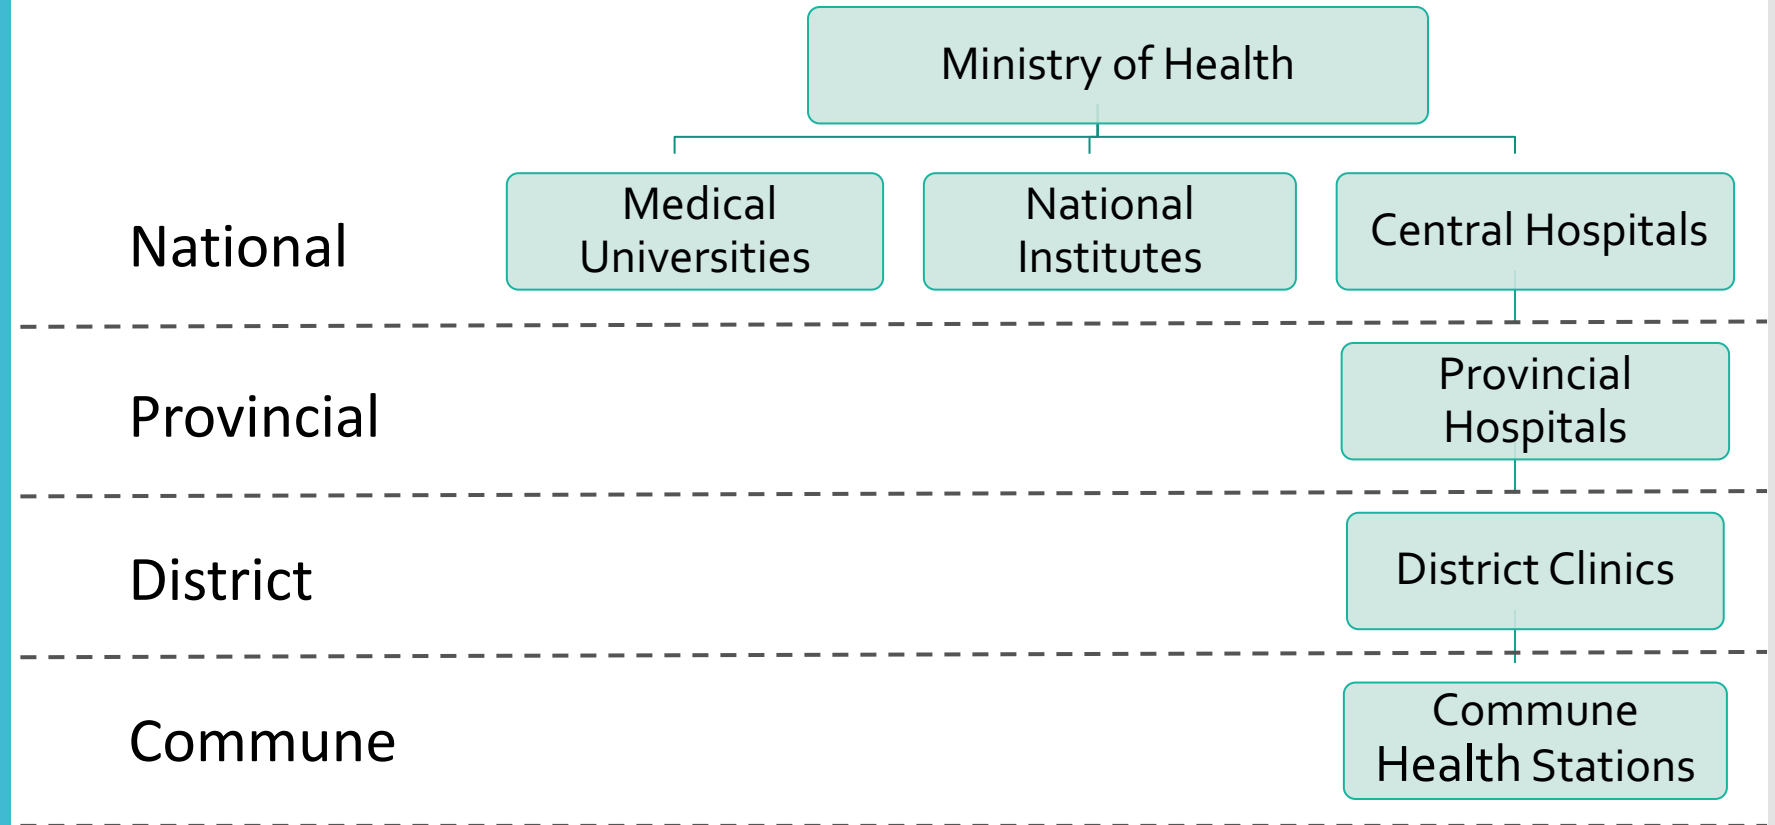 Ministry of Health
National
Medical
Universities
National
Institutes
Central Hospitals
Provincial
Provincial
Hospitals
District
District Clinics
Commune
Commune
Health Stations